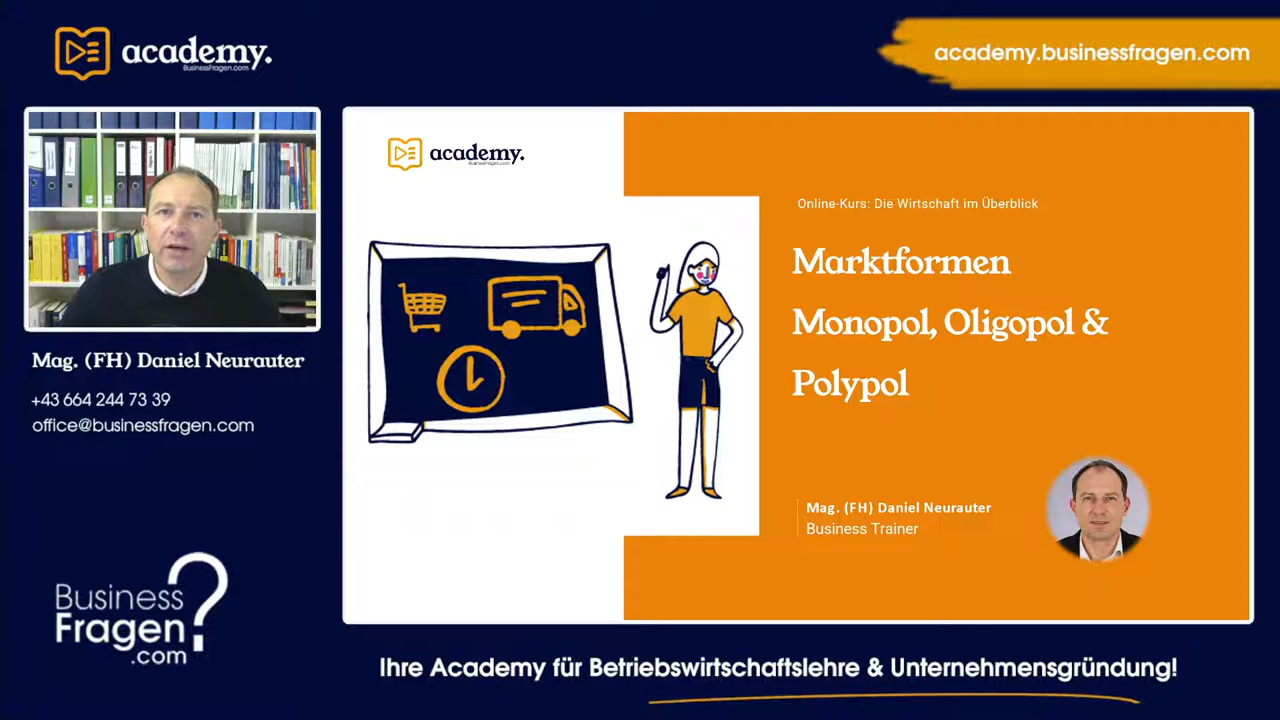 academy.
BusinessFragen.com
academy.businessfragen.com
Mag. (FH) Daniel Neurauter
+43 664 244 73 39
office@businessfragen.com
Business
Fragen
.com
?
academy.
BusinessFragen.com
Online-Kurs: Die Wirtschaft im Überblick
Marktformen
Monopol, Oligopol &
Polypol
Mag. (FH) Daniel Neurauter
Business Trainer
Ihre Academy für Betriebswirtschaftslehre & Unternehmensgründung!